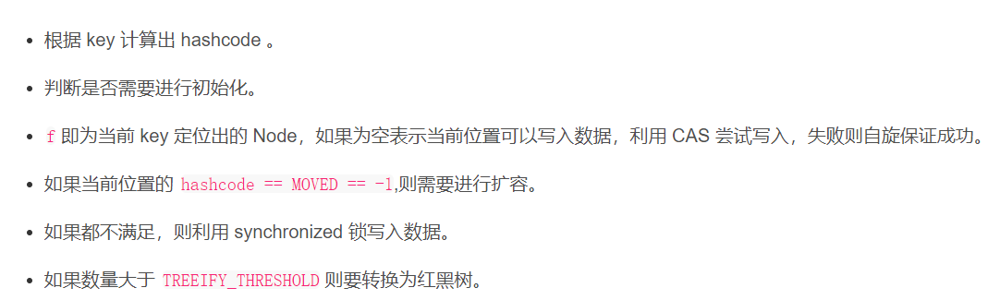 根据 key 计算出 hashcode 。
判断是否需要进行初始化。
f 即为当前 key 定位出的 Node，如果为空表示当前位置可以写入数据，利用 CAS 尝试写入，失败则自旋保证成功。
如果当前位置的 hashcode == MOVED == -1,则需要进行扩容。
如果都不满足，则利用 synchronized 锁写入数据。
如果数量大于 TREEIFY_THRESHOLD 则要转换为红黑树。